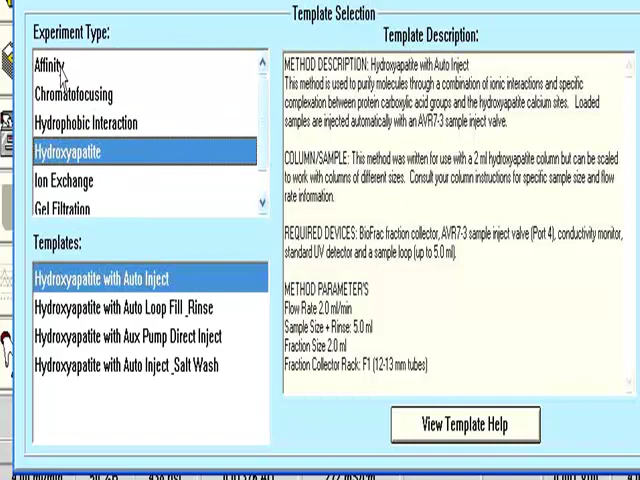 Template Selection
Experiment Type:
Affinity
Chromatofocusing
Hydrophobic Interaction
Hydroxyapatite
Ion Exchange
Gel Filtration
Templates:
Hydroxyapatite with Auto Inject
Hydroxyapatite with Auto Loop Fill_Rinse
Hydroxyapatite with Aux Pump Direct Inject
Hydroxyapatite with Auto Inject_Salt Wash
Template Description:
METHOD DESCRIPTION: Hydroxyapatite with Auto Inject
This method is used to purify molecules through a combination of ionic interactions and specific
complexation between protein carboxylic acid groups and the hydroxyapatite calcium sites. Loaded
samples are injected automatically with an AVR7-3 sample inject valve.
COLUMN/SAMPLE: This method was written for use with a 2 ml hydroxyapatite column but can be scaled
to work with columns of different sizes. Consult your column instructions for specific sample size and flow
rate information.
REQUIRED DEVICES: BioFrac fraction collector, AVR7-3 sample inject valve (Port 4), conductivity monitor,
standard UV detector and a sample loop (up to 5.0 ml).
METHOD PARAMETER'S
Flow Rate 2.0 ml/min
Sample Size + Rinse: 5.0 ml
Fraction Size 2.0 ml
Fraction Collector Rack: F1 (12-13 mm tubes)
View Template Help